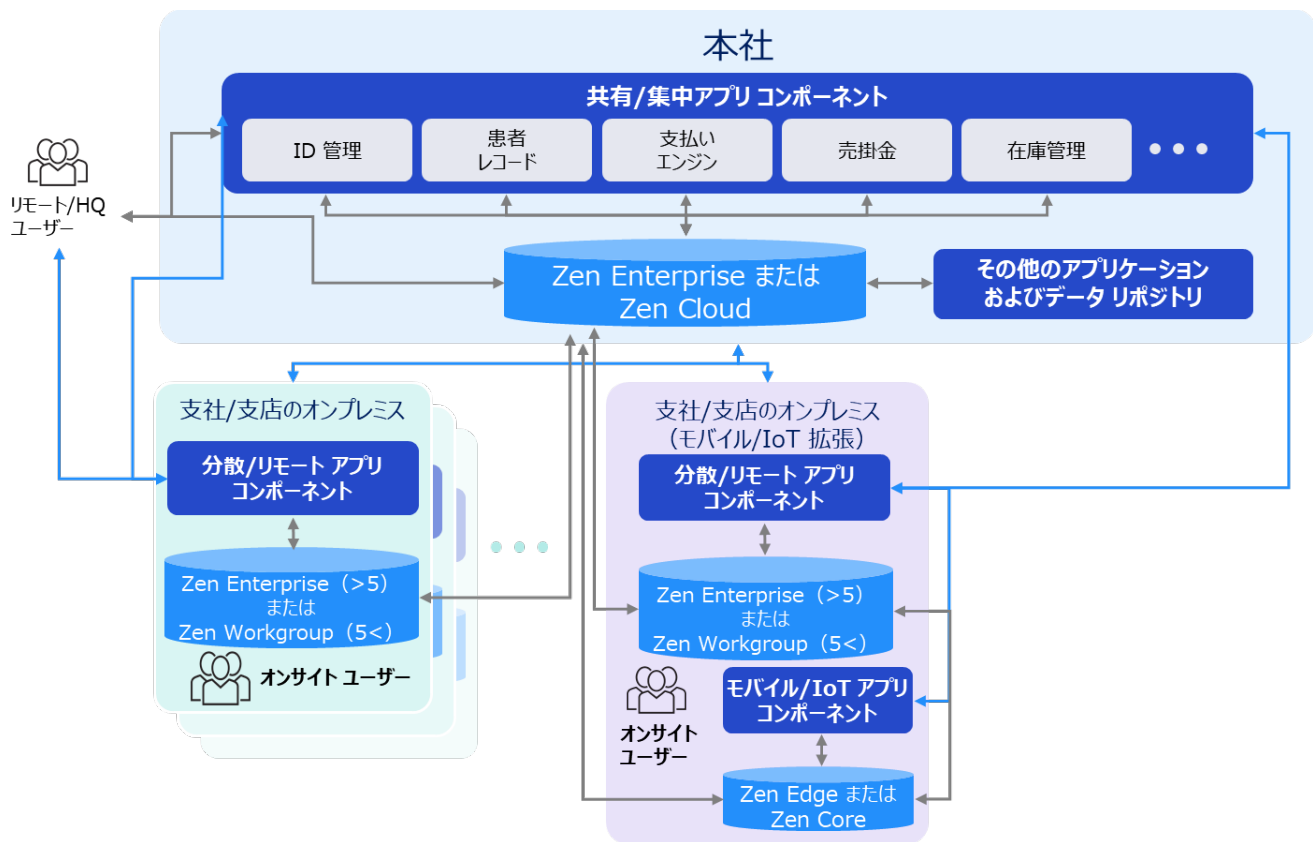 本社
共有/集中アプリ コンポーネント
ID 管理
患者
レコード
支払い
エンジン
売掛金
在庫管理
リモート/HQ
ユーザー
Zen Enterprise または
Zen Cloud
その他のアプリケーション
およびデータ リポジトリ
支社/支店のオンプレミス
分散/リモート アプリ
コンポーネント
Zen Enterprise（>5）
または
Zen Workgroup（5<）
オンサイト ユーザー
支社/支店のオンプレミス
（モバイル/IoT 拡張）
分散/リモート アプリ
コンポーネント
Zen Enterprise（>5）
または
Zen Workgroup（5<）
オンサイト
ユーザー
モバイル/IoT アプリ
コンポーネント
Zen Edge または
Zen Core